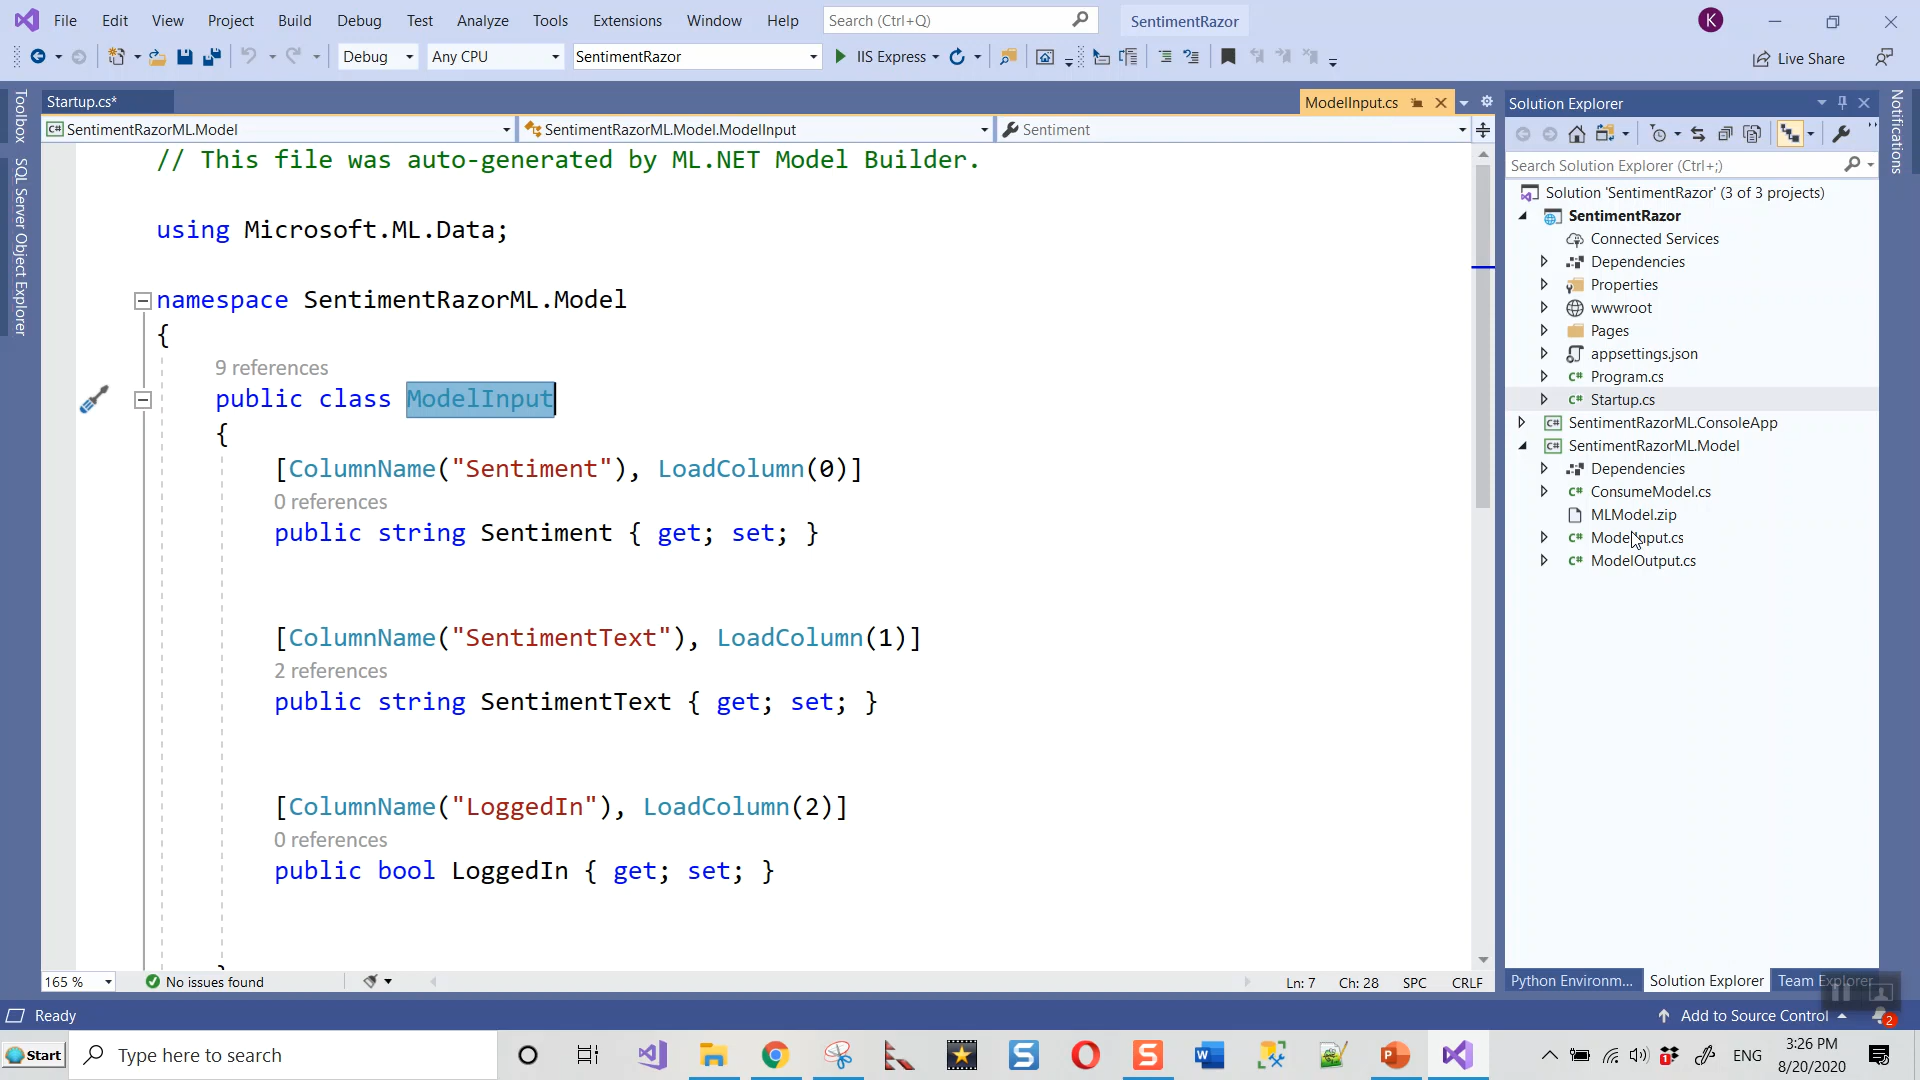 File Edit View Project Build Debug Test Analyze Tools Extensions Window Help Search (Ctrl+Q) SentimentRazor K
Debug Any CPU SentimentRazor IIS Express Live Share
Startup.cs* ModelInput.cs
SentimentRazorML.Model SentimentRazorML.Model.ModelInput Sentiment
Toolbox
SQL Server Object Explorer
// This file was auto-generated by ML.NET Model Builder.
using Microsoft.ML.Data;
namespace SentimentRazorML.Model
{
9 references
public class ModelInput
{
[ColumnName("Sentiment"), LoadColumn(0)]
0 references
public string Sentiment { get; set; }
[ColumnName("SentimentText"), LoadColumn(1)]
2 references
public string SentimentText { get; set; }
[ColumnName("LoggedIn"), LoadColumn(2)]
0 references
public bool LoggedIn { get; set; }
165 % No issues found Ln: 7 Ch: 28 SPC CRLF
Solution Explorer
Search Solution Explorer (Ctrl+;)
Solution 'SentimentRazor' (3 of 3 projects)
SentimentRazor
Connected Services
Dependencies
Properties
wwwroot
Pages
appsettings.json
C# Program.cs
C# Startup.cs
C# SentimentRazorML.ConsoleApp
C# SentimentRazorML.Model
Dependencies
C# ConsumeModel.cs
MLModel.zip
C# ModelInput.cs
C# ModelOutput.cs
Python Environm... Solution Explorer Team Explorer
Notifications
Ready Add to Source Control 2
Start Type here to search ENG 3:26 PM
8/20/2020